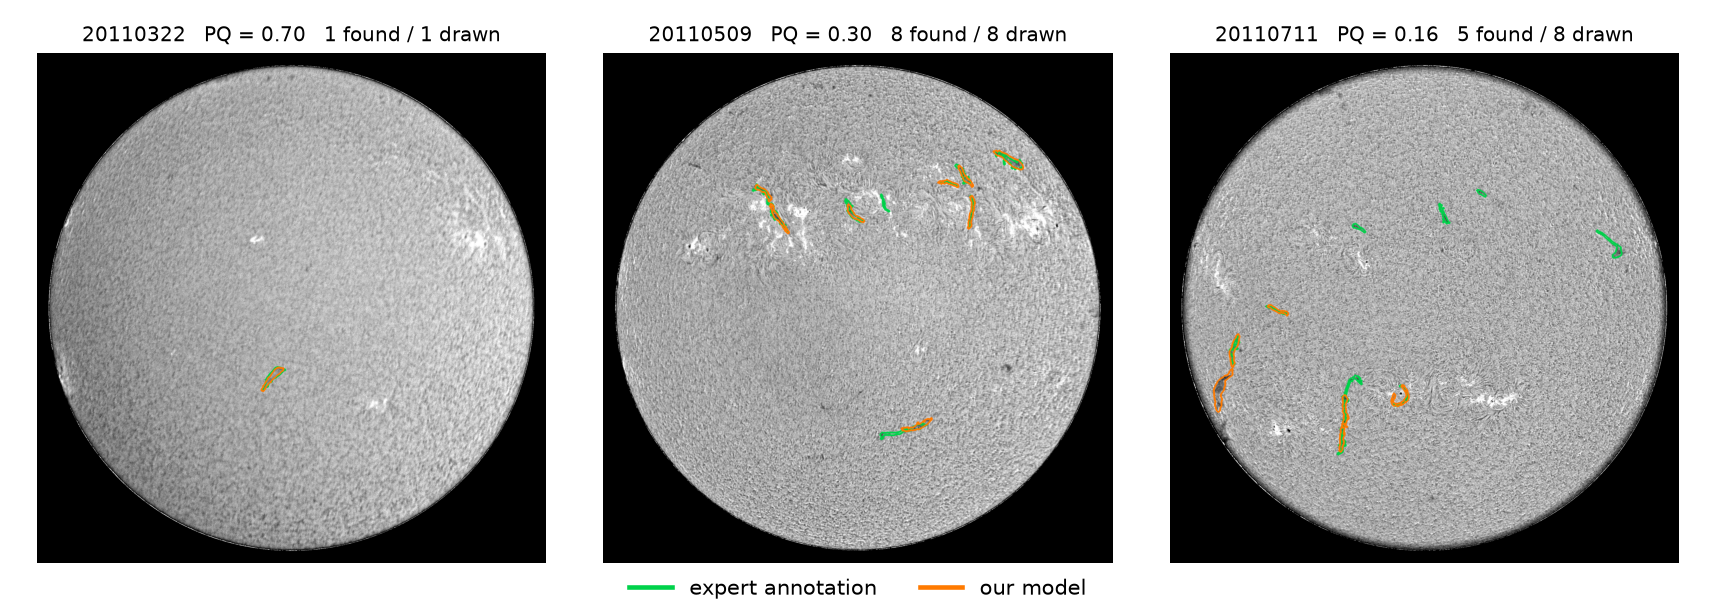 20110322 PQ = 0.70 1 found / 1 drawn
20110509 PQ = 0.30 8 found / 8 drawn
20110711 PQ = 0.16 5 found / 8 drawn
expert annotation
our model